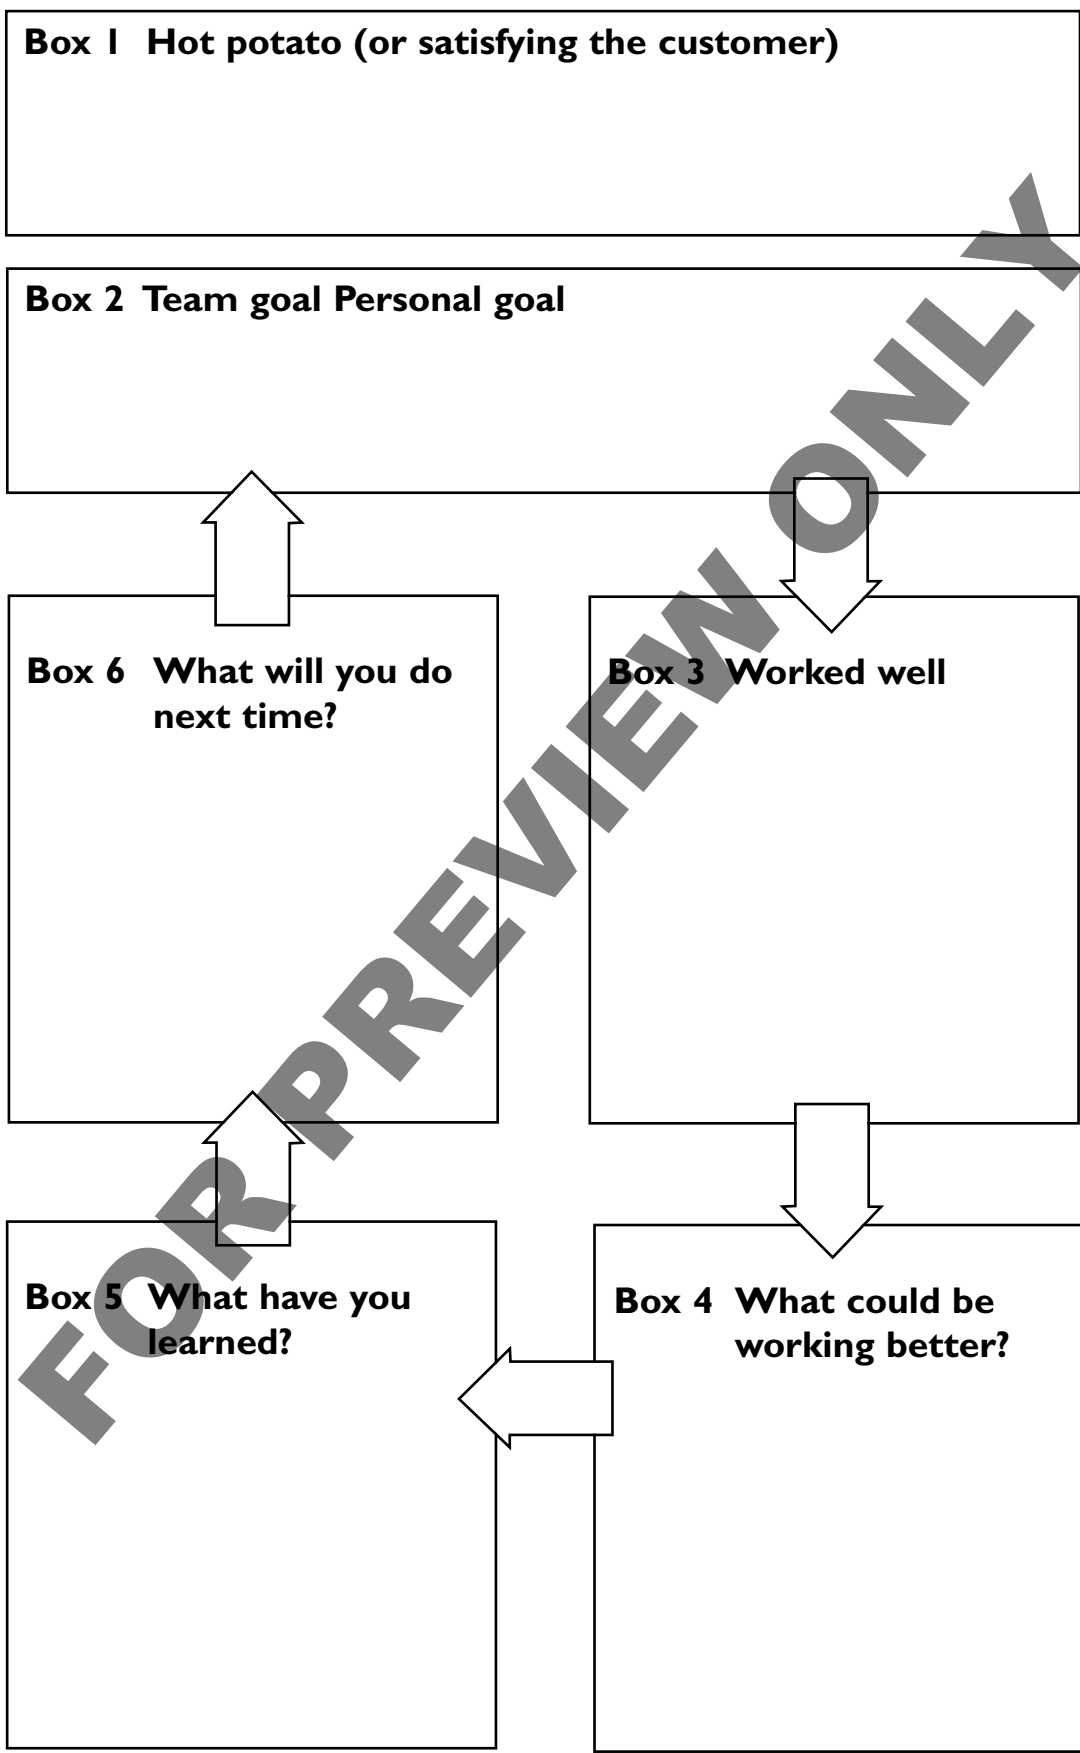 Box 1 Hot potato (or satisfying the customer)
Box 2 Team goal Personal goal
Box 6 What will you do
next time?
Box 3 Worked well
Box 5 What have you
learned?
Box 4 What could be
working better?
FOR PREVIEW ONLY